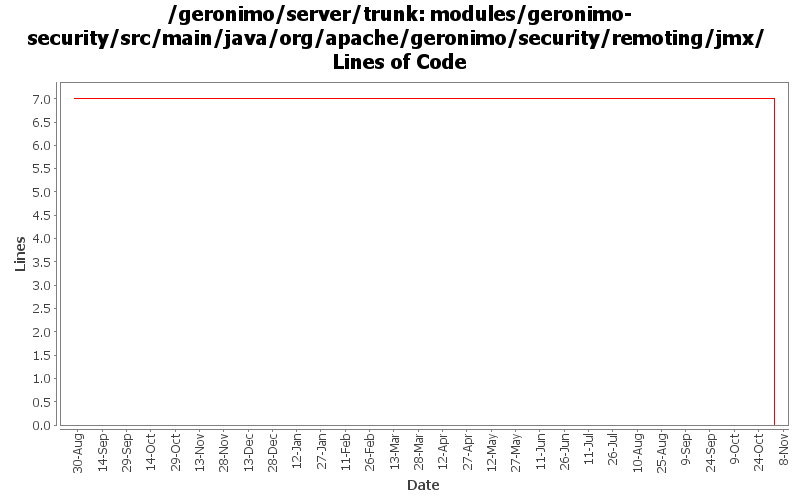 /geronimo/server/trunk: modules/geronimo-
security/src/main/java/org/apache/geronimo/security/remoting/jmx/
Lines of Code
7.0
6.5
6.0
5.5
5.0
4.5
4.0
3.5
3.0
2.5
2.0
1.5
1.0
0.5
0.0
Lines
30-Aug
14-Sep
29-Sep
14-Oct
29-Oct
13-Nov
28-Nov
13-Dec
28-Dec
12-Jan
27-Jan
11-Feb
26-Feb
13-Mar
28-Mar
12-Apr
27-Apr
12-May
27-May
11-Jun
26-Jun
11-Jul
26-Jul
10-Aug
25-Aug
9-Sep
24-Sep
9-Oct
24-Oct
8-Nov
Date